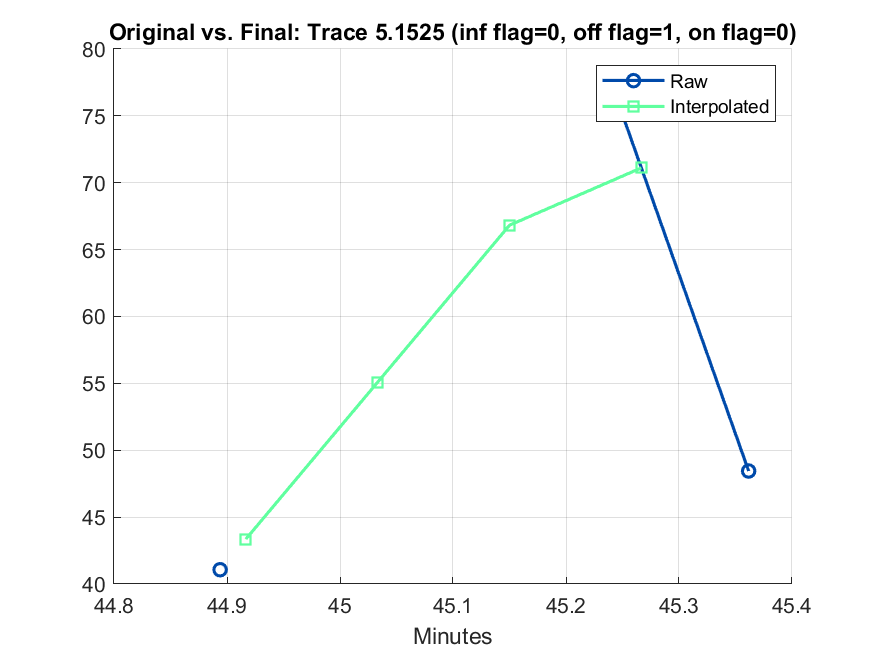 Original vs. Final: Trace 5.1525 (inf flag=0, off flag=1, on flag=0)
80
75
70
65
60
55
50
45
40
Raw
Interpolated
44.8 44.9 45 45.1 45.2 45.3 45.4
Minutes